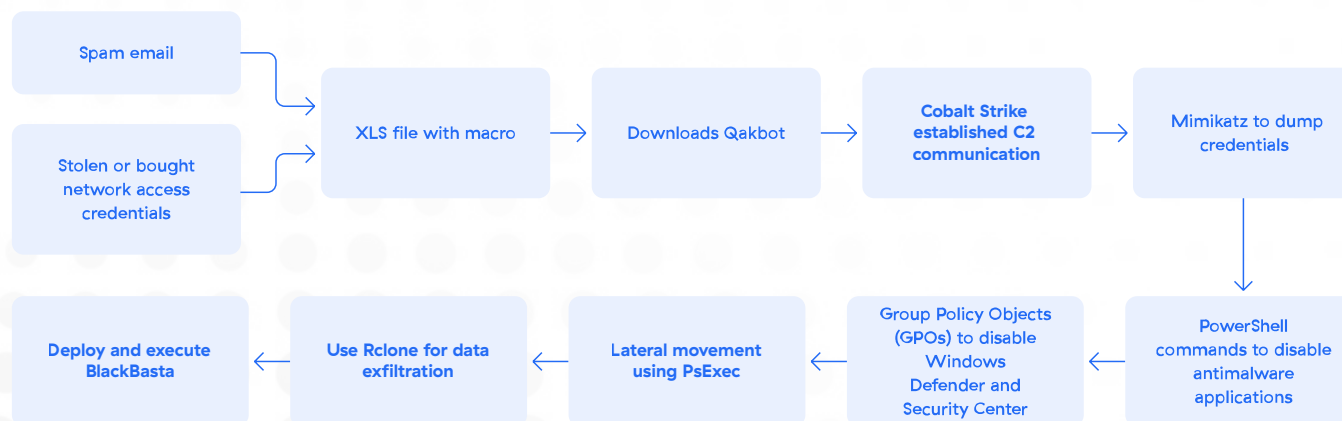 Spam email
Stolen or bought
network access
credentials
XLS file with macro
Downloads Qakbot
Cobalt Strike
established C2
communication
Mimikatz to dump
credentials
PowerShell
commands to disable
antimalware
applications
Group Policy Objects
(GPOs) to disable
Windows
Defender and
Security Center
Lateral movement
using PsExec
Use Rclone for data
exfiltration
Deploy and execute
BlackBasta